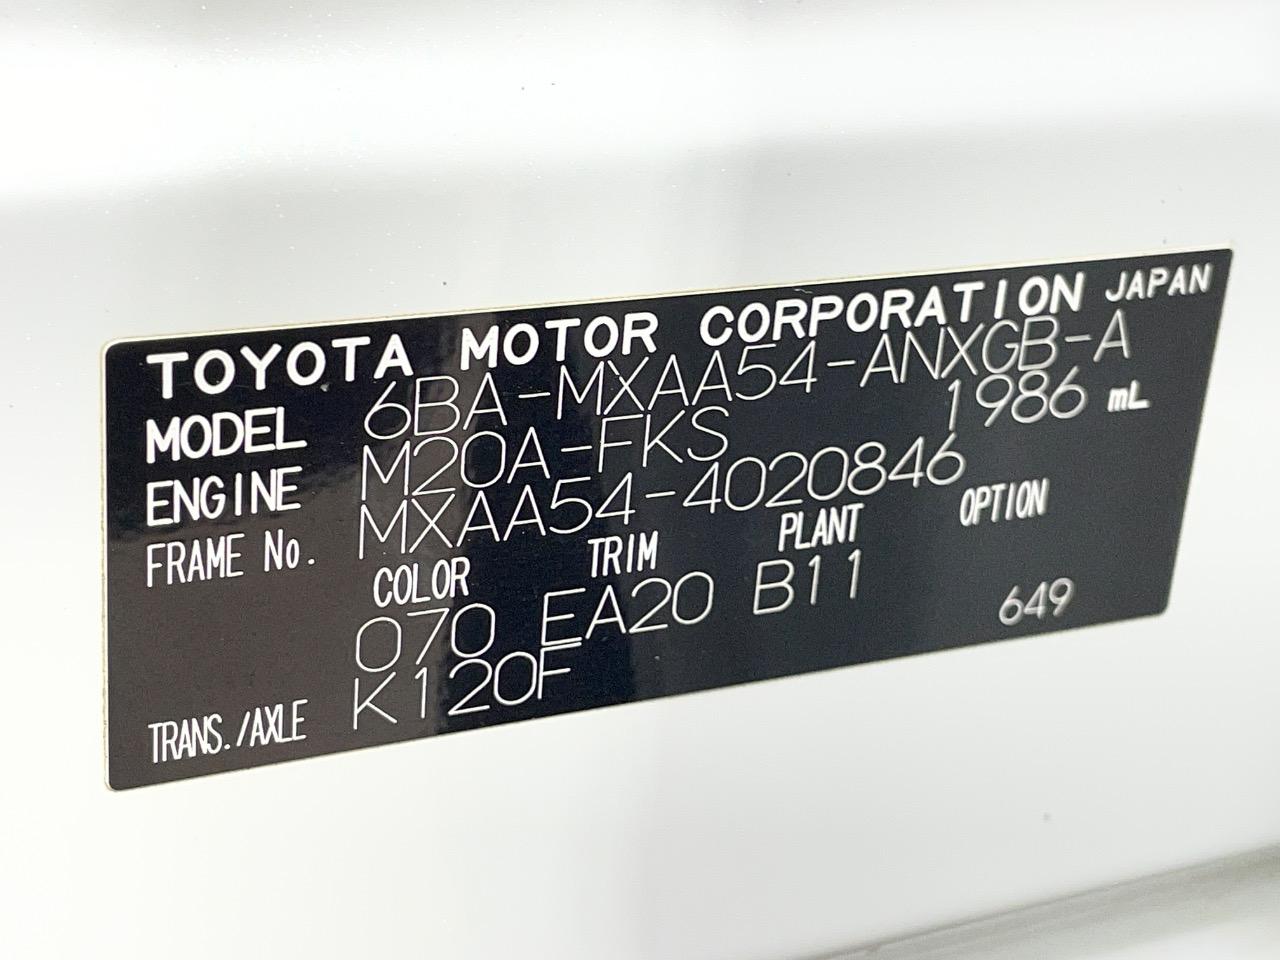 TOYOTA MOTOR CORPORATION JAPAN
MODEL 6BA-MXAA54-ANXGB-A
ENGINE M20A-FKS 1986 mL
FRAME No. MXAA54-4020846
COLOR TRIM PLANT OPTION
070 EA20 B11 649
TRANS./AXLE K120F